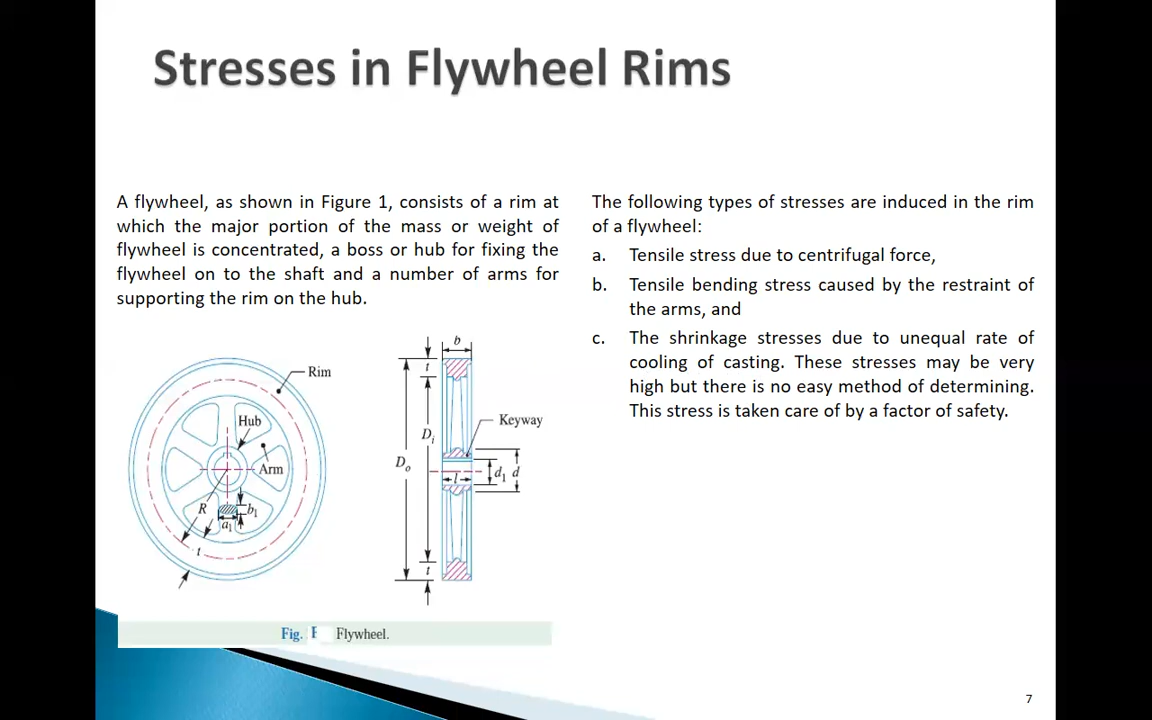 Stresses in Flywheel Rims
A flywheel, as shown in Figure 1, consists of a rim at
which the major portion of the mass or weight of
flywheel is concentrated, a boss or hub for fixing the
flywheel on to the shaft and a number of arms for
supporting the rim on the hub.
The following types of stresses are induced in the rim
of a flywheel:
a. Tensile stress due to centrifugal force,
b. Tensile bending stress caused by the restraint of
the arms, and
c. The shrinkage stresses due to unequal rate of
cooling of casting. These stresses may be very
high but there is no easy method of determining.
This stress is taken care of by a factor of safety.
Rim
Hub
Arm
R
b1
a1
t
b
t
Keyway
Di
Do
l
d1
d
t
Fig. F Flywheel.
7